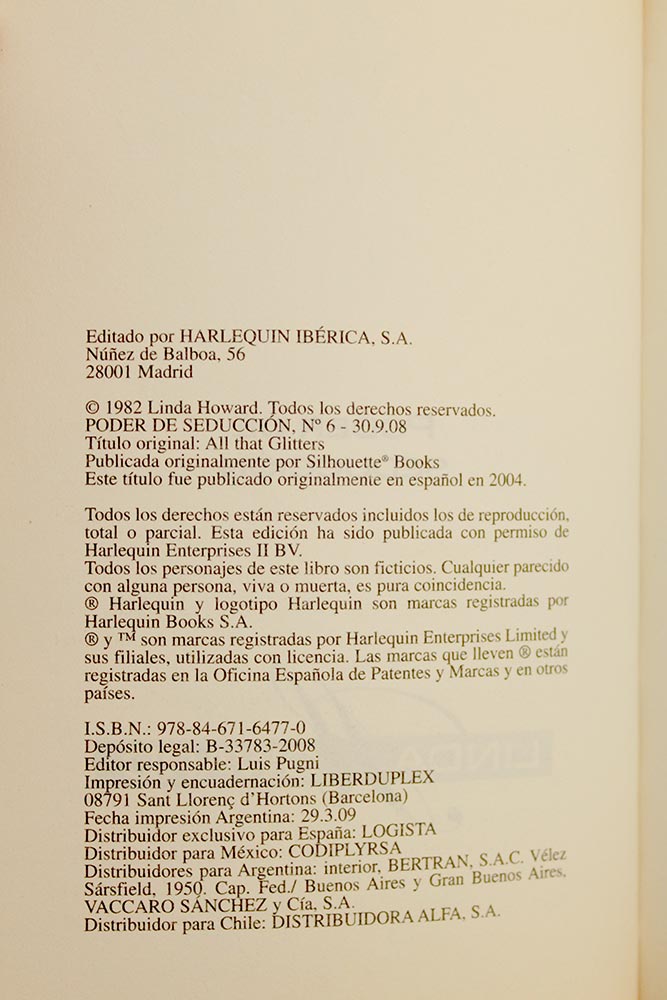 Editado por HARLEQUIN IBÉRICA, S.A.
Núñez de Balboa, 56
28001 Madrid
© 1982 Linda Howard. Todos los derechos reservados.
PODER DE SEDUCCIÓN, Nº 6 - 30.9.08
Título original: All that Glitters
Publicada originalmente por Silhouette® Books
Este título fue publicado originalmente en español en 2004.
Todos los derechos están reservados incluidos los de reproducción,
total o parcial. Esta edición ha sido publicada con permiso de
Harlequin Enterprises II BV.
Todos los personajes de este libro son ficticios. Cualquier parecido
con alguna persona, viva o muerta, es pura coincidencia.
® Harlequin y logotipo Harlequin son marcas registradas por
Harlequin Books S.A.
® y ™ son marcas registradas por Harlequin Enterprises Limited y
sus filiales, utilizadas con licencia. Las marcas que lleven ® están
registradas en la Oficina Española de Patentes y Marcas y en otros
países.
I.S.B.N.: 978-84-671-6477-0
Depósito legal: B-33783-2008
Editor responsable: Luis Pugni
Impresión y encuadernación: LIBERDUPLEX
08791 Sant Llorenç d'Hortons (Barcelona)
Fecha impresión Argentina: 29.3.09
Distribuidor exclusivo para España: LOGISTA
Distribuidor para México: CODIPLYRSA
Distribuidores para Argentina: interior, BERTRAN, S.A.C. Vélez
Sársfield, 1950. Cap. Fed./ Buenos Aires y Gran Buenos Aires,
VACCARO SÁNCHEZ y Cía, S.A.
Distribuidor para Chile: DISTRIBUIDORA ALFA, S.A.